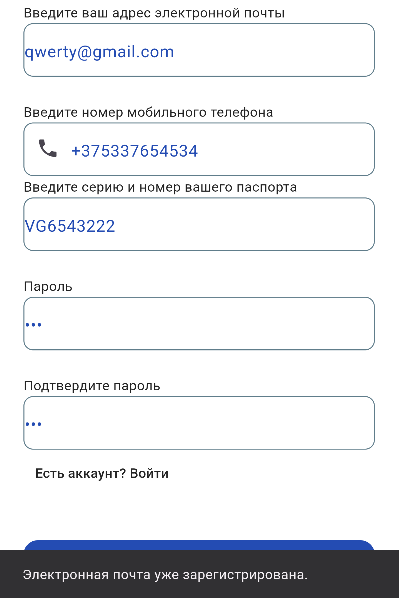 Введите ваш адрес электронной почты
qwerty@gmail.com
Введите номер мобильного телефона
+375337654534
Введите серию и номер вашего паспорта
VG6543222
Пароль
•••
Подтвердите пароль
•••
Есть аккаунт? Войти
Электронная почта уже зарегистрирована.